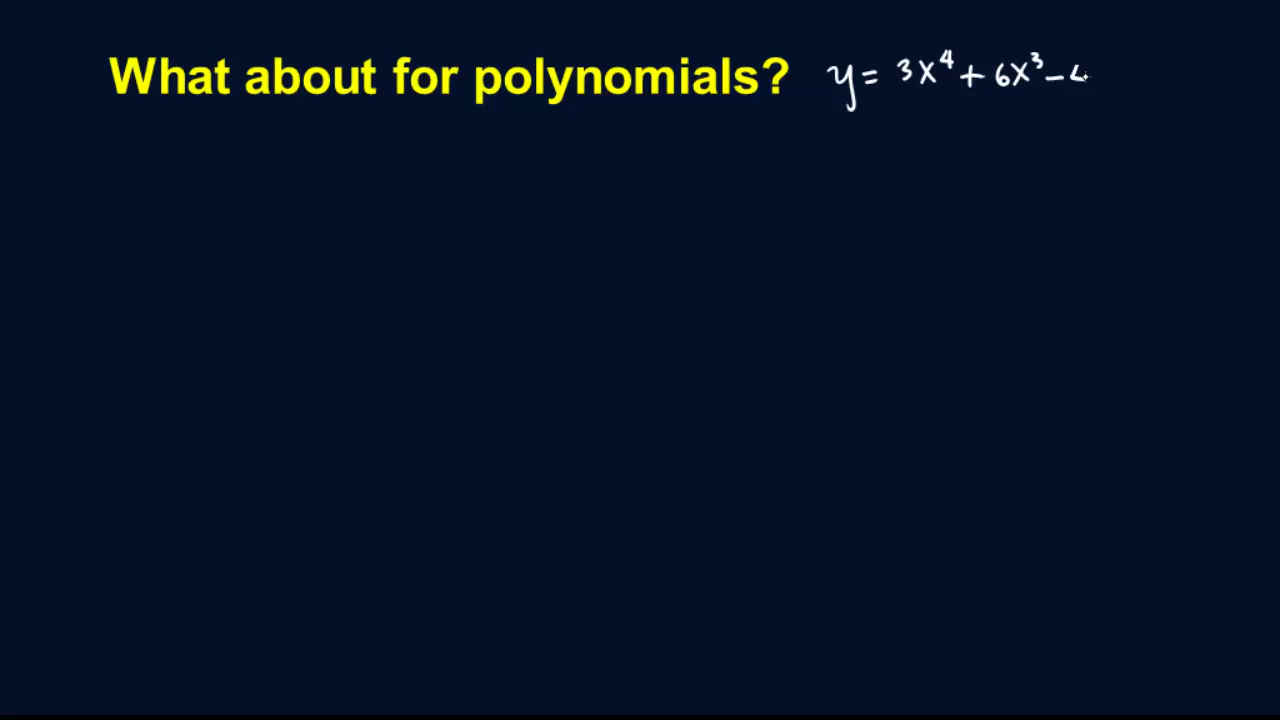 What about for polynomials? y = 3x⁴ + 6x³ -